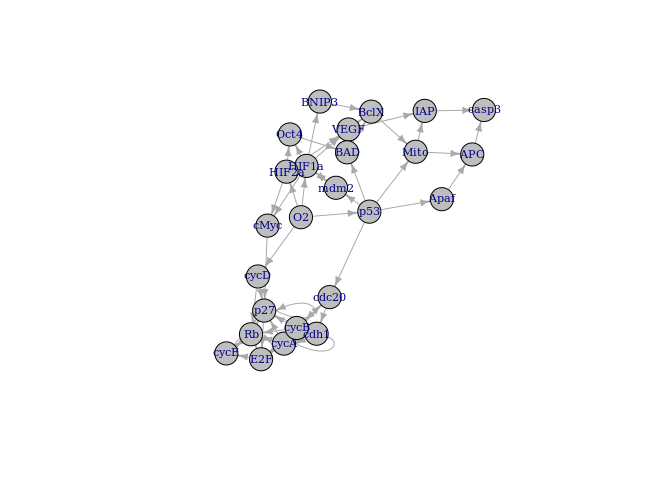 BNIP3
BclX
IAP
casp3
VEGF
Oct4
BAD
Mito
APC
HIF1a
HIF2a
mdm2
Apaf
p53
O2
cMyc
cycD
cdc20
p27
cycB
Rb
cdh1
cycA
cycE
E2F